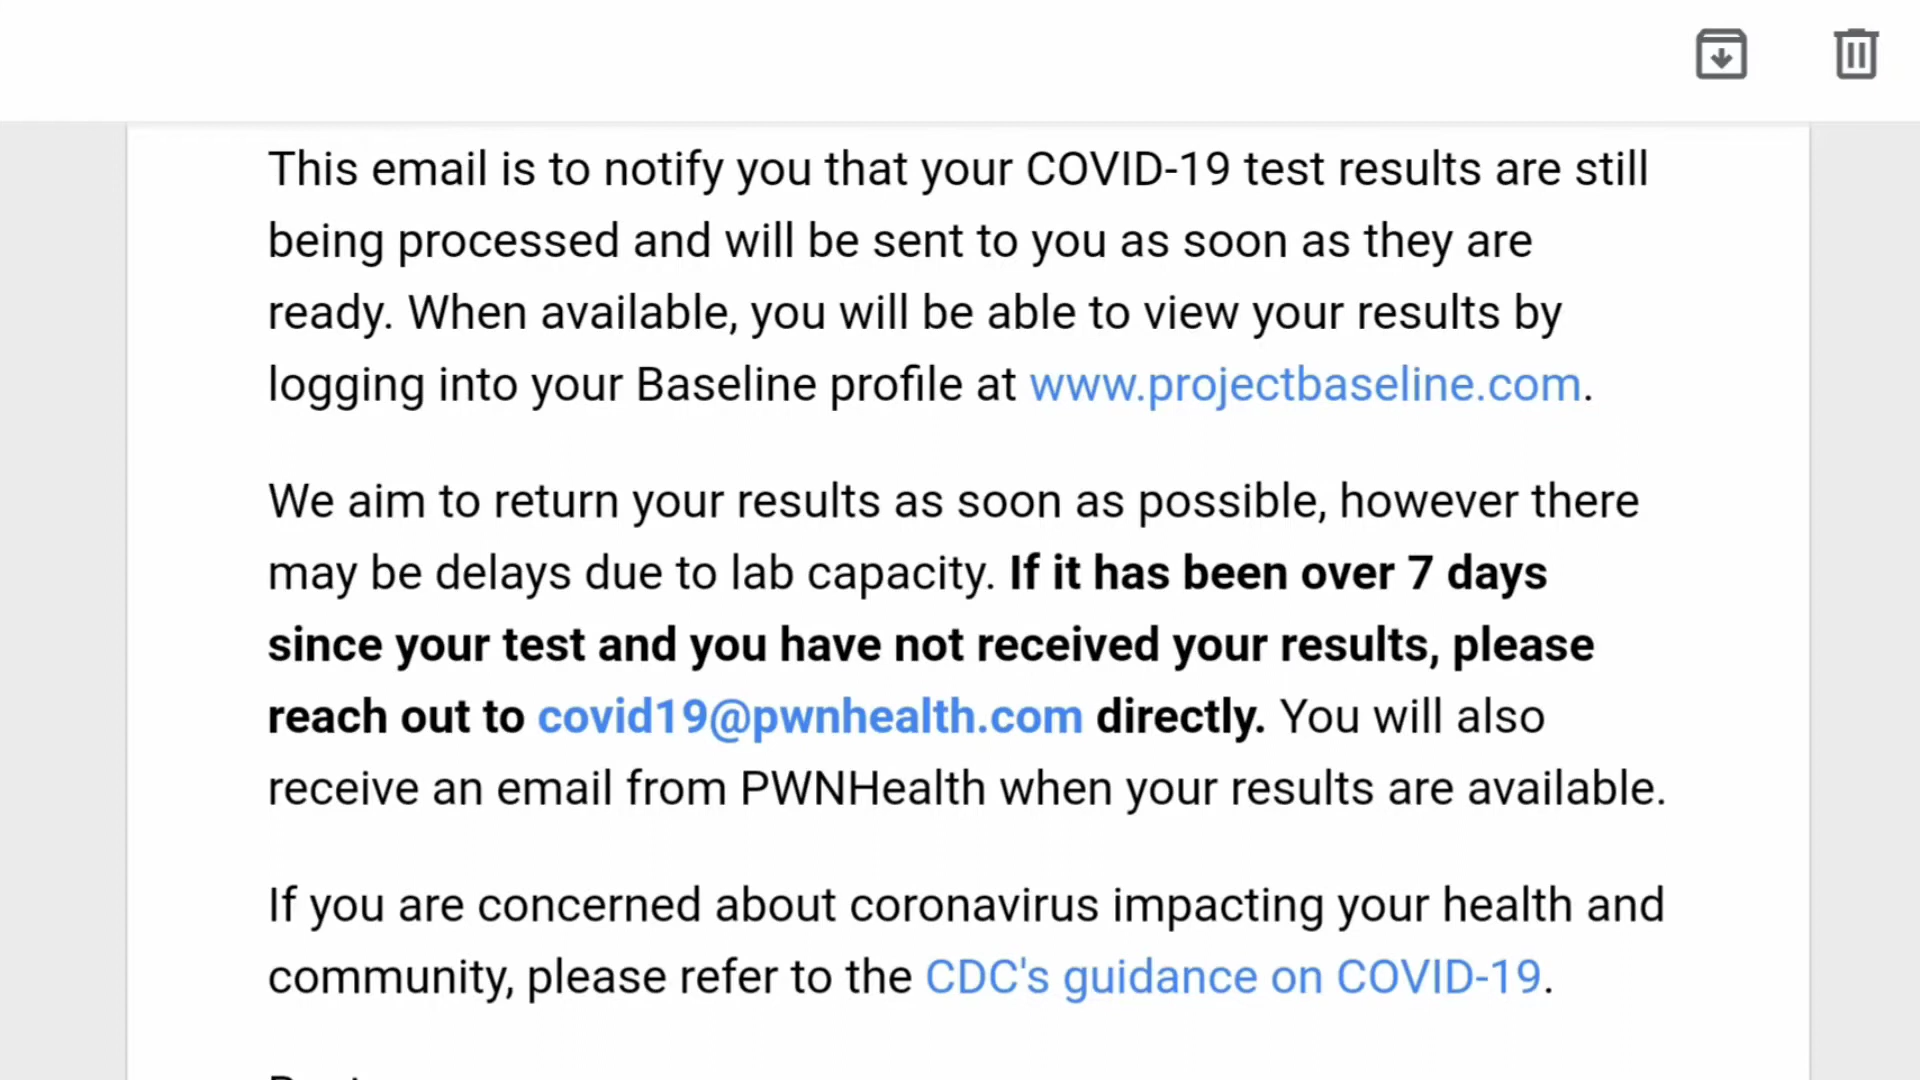 This email is to notify you that your COVID-19 test results are still
being processed and will be sent to you as soon as they are
ready. When available, you will be able to view your results by
logging into your Baseline profile at www.projectbaseline.com.
We aim to return your results as soon as possible, however there
may be delays due to lab capacity. If it has been over 7 days
since your test and you have not received your results, please
reach out to covid19@pwnhealth.com directly. You will also
receive an email from PWNHealth when your results are available.
If you are concerned about coronavirus impacting your health and
community, please refer to the CDC's guidance on COVID-19.